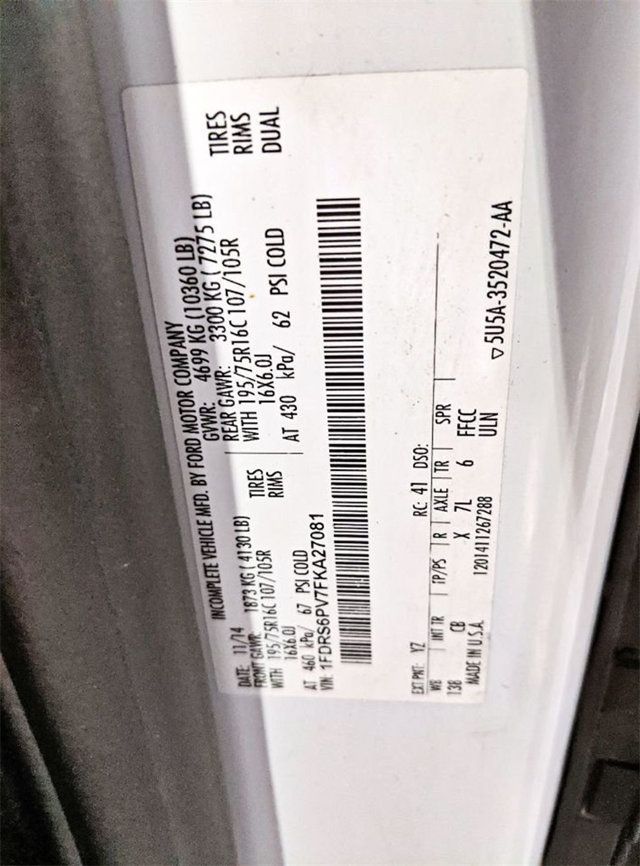 INCOMPLETE VEHICLE MFD. BY FORD MOTOR COMPANY
DATE: 11/14 GVWR: 4699 KG (10360 LB)
FRONT GAWR: 1873 KG ( 4130 LB) REAR GAWR: 3300 KG ( 7275 LB)
WITH 195/75R16C 107/105R TIRES WITH 195/75R16C 107/105R TIRES
16X6.0J RIMS 16X6.0J RIMS
AT 460 kPa/ 67 PSI COLD AT 430 kPa/ 62 PSI COLD DUAL
VIN: 1FDRS6PV7FKA27081
EXT PNT: YZ RC: 41 DSO:
WB INT TR TP/PS R AXLE TR SPR
138 CB X 7L 6 FFCC
MADE IN U.S.A. 1201411267288 ULN
▽5U5A-3520472-AA